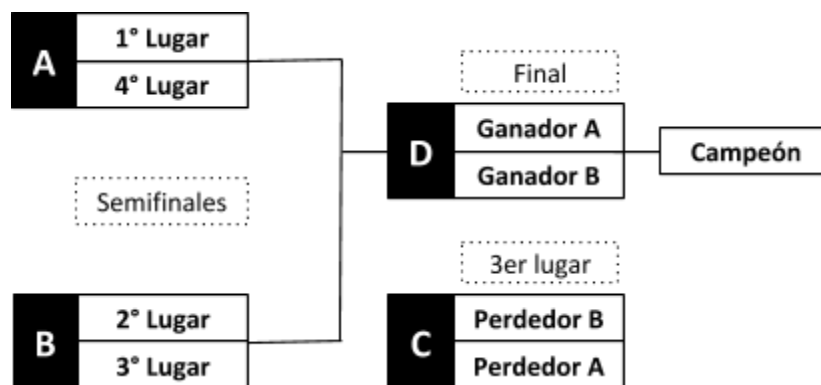 A
1° Lugar
4° Lugar
Semifinales
B
2° Lugar
3° Lugar
Final
D
Ganador A
Ganador B
Campeón
3er lugar
C
Perdedor B
Perdedor A